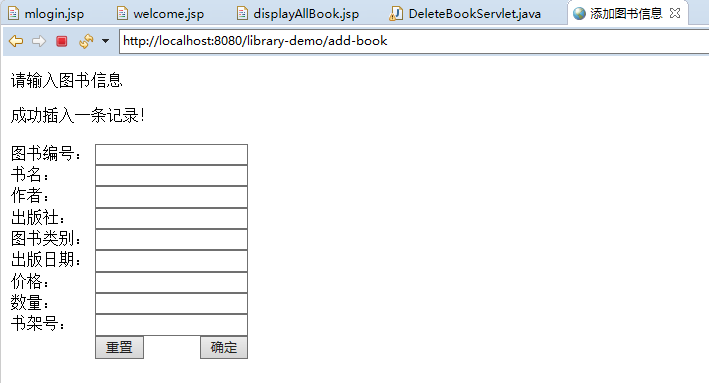 mlogin.jsp welcome.jsp displayAllBook.jsp DeleteBookServlet.java 添加图书信息
http://localhost:8080/library-demo/add-book
请输入图书信息
成功插入一条记录!
图书编号：
书名：
作者：
出版社：
图书类别：
出版日期：
价格：
数量：
书架号：
重置 确定